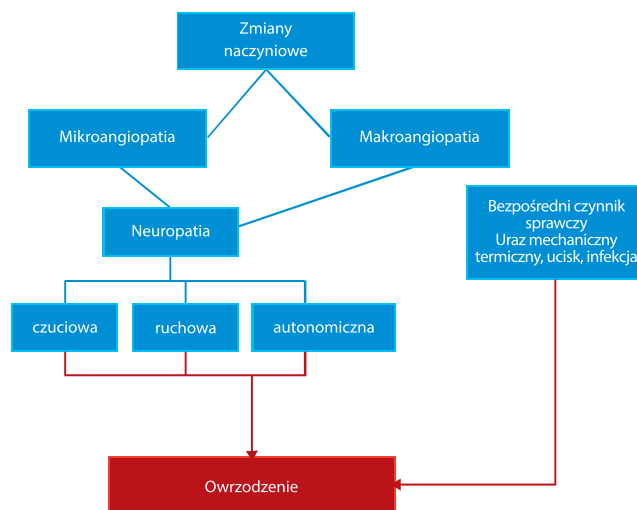 Zmiany
naczyniowe
Mikroangiopatia
Makroangiopatia
Bezpośredni czynnik
sprawczy
Uraz mechaniczny
termiczny, ucisk, infekcja
Neuropatia
czuciowa
ruchowa
autonomiczna
Owrzodzenie